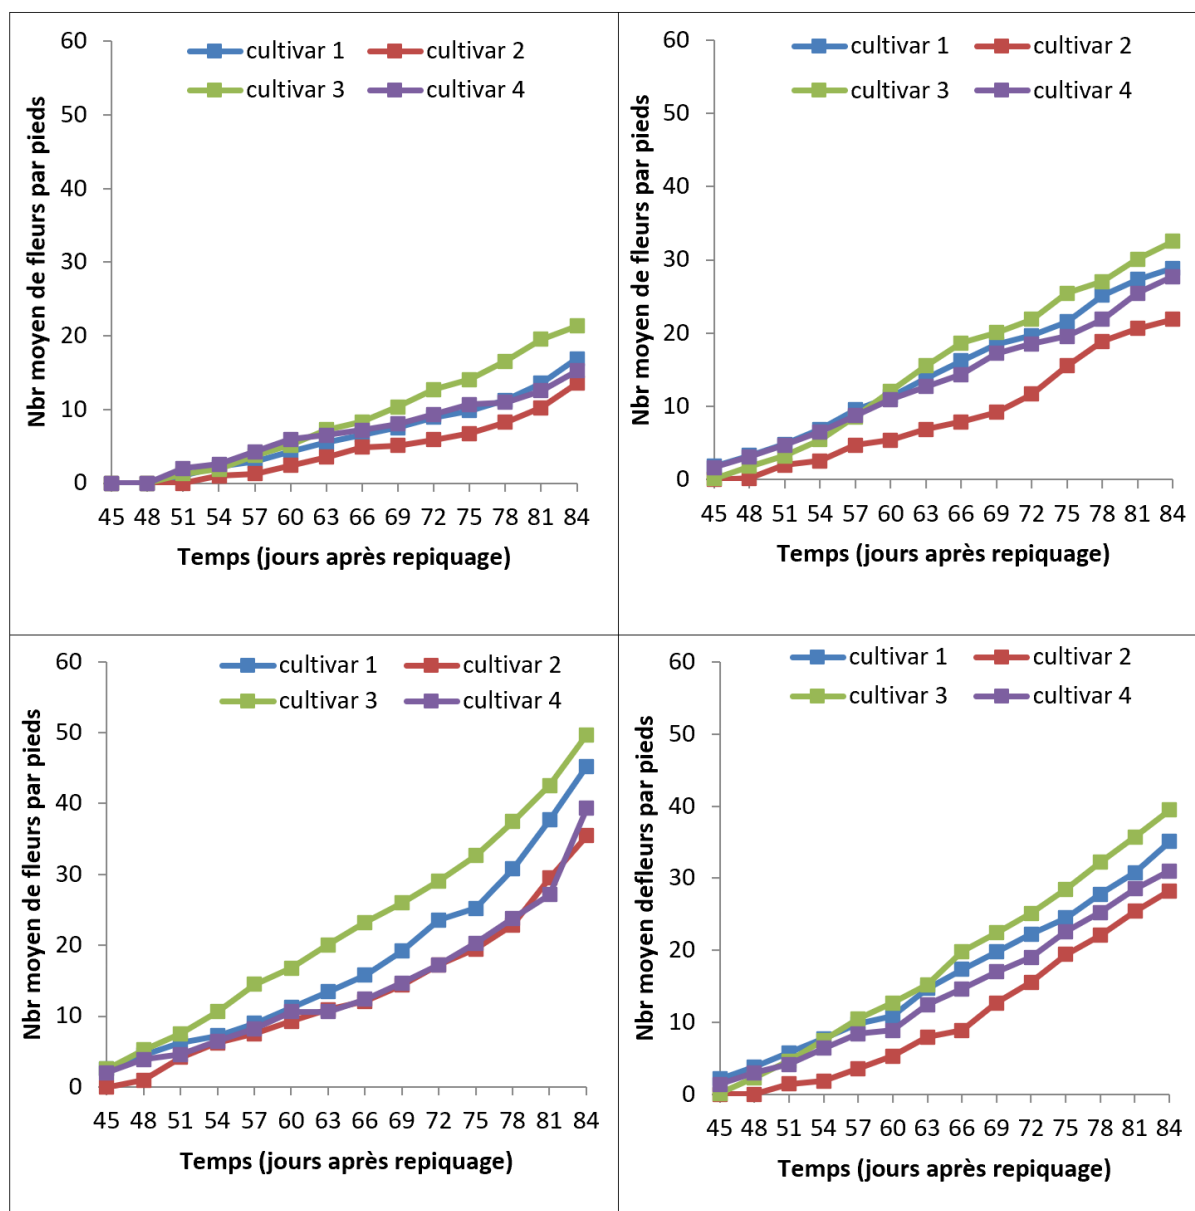 60
50
40
30
20
10
0
Nbr moyen de fleurs par pieds
cultivar 1 cultivar 2
cultivar 3 cultivar 4
45 48 51 54 57 60 63 66 69 72 75 78 81 84
Temps (jours après repiquage)
60
50
40
30
20
10
0
Nbr moyen de fleurs par pieds
cultivar 1 cultivar 2
cultivar 3 cultivar 4
45 48 51 54 57 60 63 66 69 72 75 78 81 84
Temps (jours après repiquage)
60
50
40
30
20
10
0
Nbr moyen de fleurs par pieds
cultivar 1 cultivar 2
cultivar 3 cultivar 4
45 48 51 54 57 60 63 66 69 72 75 78 81 84
Temps (jours après repiquage)
60
50
40
30
20
10
0
Nbr moyen defleurs par pieds
cultivar 1 cultivar 2
cultivar 3 cultivar 4
45 48 51 54 57 60 63 66 69 72 75 78 81 84
Temps (jours après repiquage)